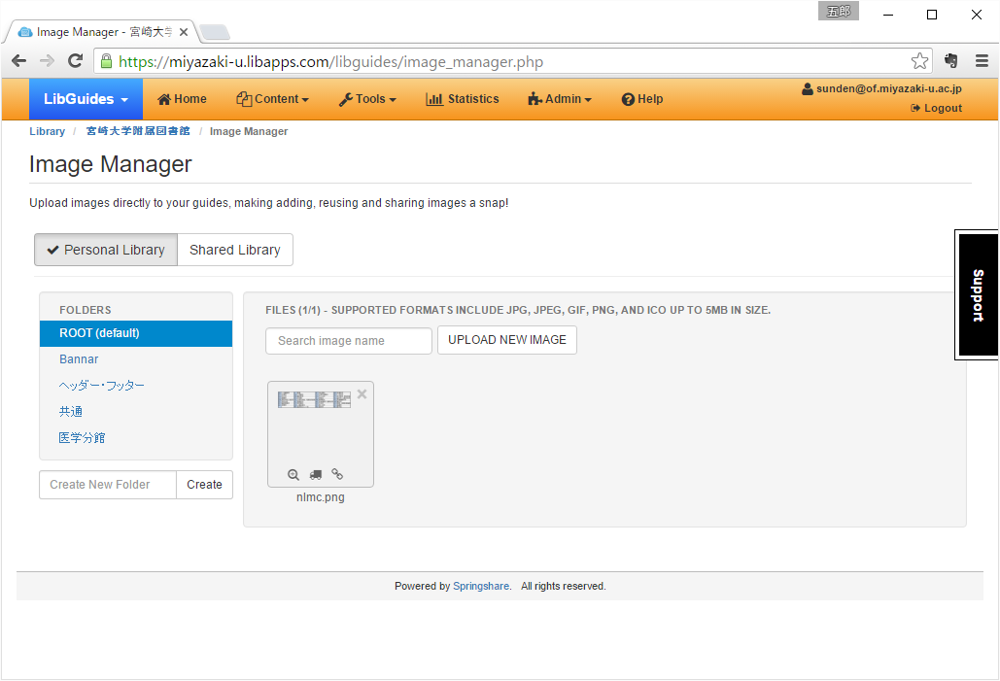 五郎
Image Manager - 宮崎大学
https://miyazaki-u.libapps.com/libguides/image_manager.php
LibGuides Home Content Tools Statistics Admin Help
sunden@of.miyazaki-u.ac.jp
Logout
Library / 宮崎大学附属図書館 / Image Manager
Image Manager
Upload images directly to your guides, making adding, reusing and sharing images a snap!
Personal Library Shared Library
Support
FOLDERS
ROOT (default)
Bannar
ヘッダー・フッター
共通
医学分館
Create New Folder Create
FILES (1/1) - SUPPORTED FORMATS INCLUDE JPG, JPEG, GIF, PNG, AND ICO UP TO 5MB IN SIZE.
Search image name UPLOAD NEW IMAGE
nlmc.png
Powered by Springshare. All rights reserved.